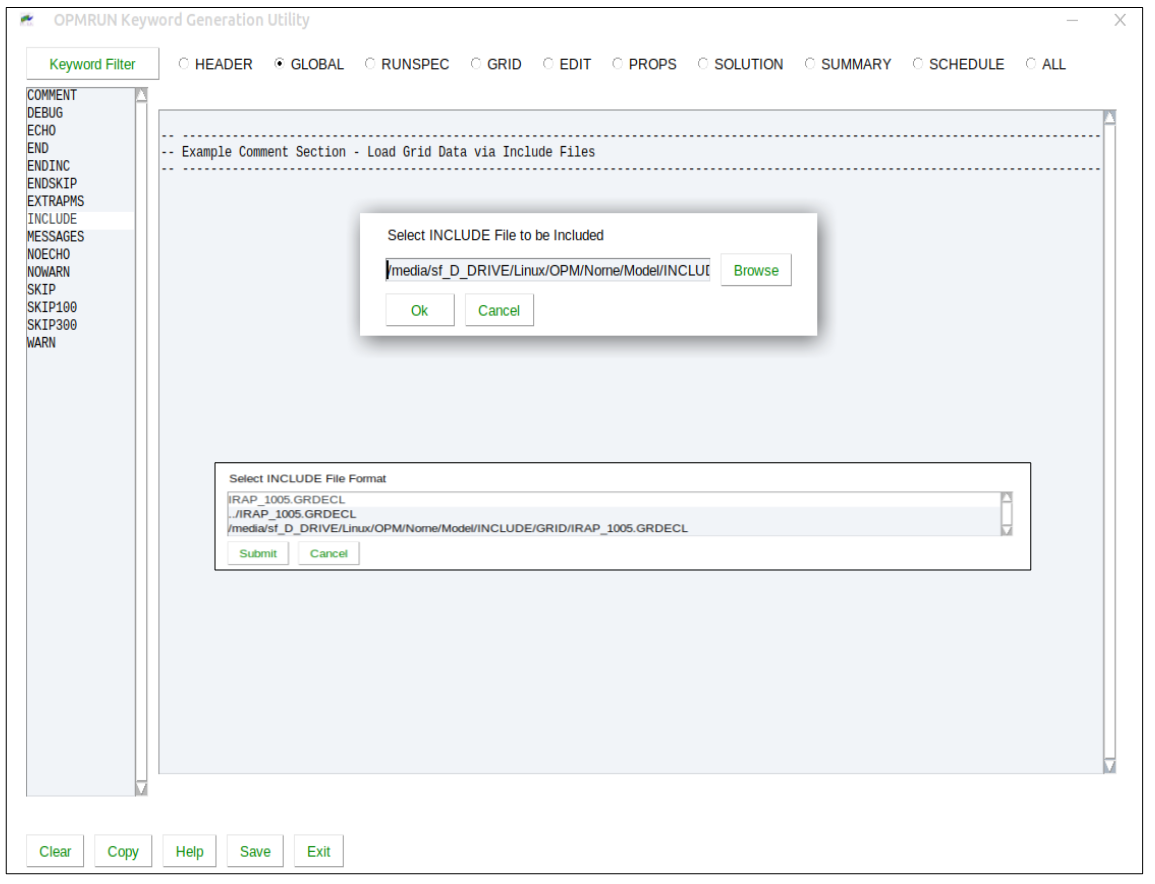 OPMRUN Keyword Generation Utility
Keyword Filter HEADER GLOBAL RUNSPEC GRID EDIT PROPS SOLUTION SUMMARY SCHEDULE ALL
COMMENT
DEBUG
ECHO
END
ENDINC
ENDSKIP
EXTRAPMS
INCLUDE
MESSAGES
NOECHO
NOWARN
SKIP
SKIP100
SKIP300
WARN
-- --------------------------------------------------------------------------------------------------------------------------------
-- Example Comment Section - Load Grid Data via Include Files
-- --------------------------------------------------------------------------------------------------------------------------------
Select INCLUDE File to be Included
/media/sf_D_DRIVE/Linux/OPM/Norne/Model/INCLUD Browse
Ok Cancel
Select INCLUDE File Format
IRAP_1005.GRDECL
../IRAP_1005.GRDECL
/media/sf_D_DRIVE/Linux/OPM/Norne/Model/INCLUDE/GRID/IRAP_1005.GRDECL
Submit Cancel
Clear Copy Help Save Exit